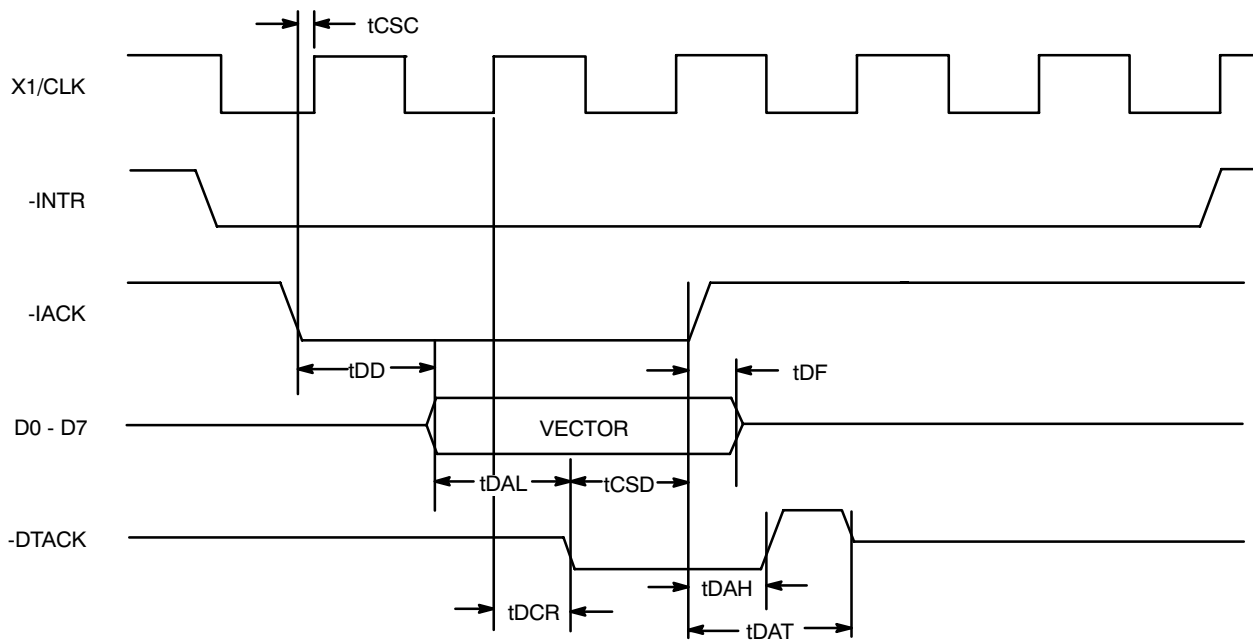 tCSC
X1/CLK
-INTR
-IACK
tDD
tDF
D0 - D7
VECTOR
tDAL
tCSD
-DTACK
tDAH
tDCR
tDAT